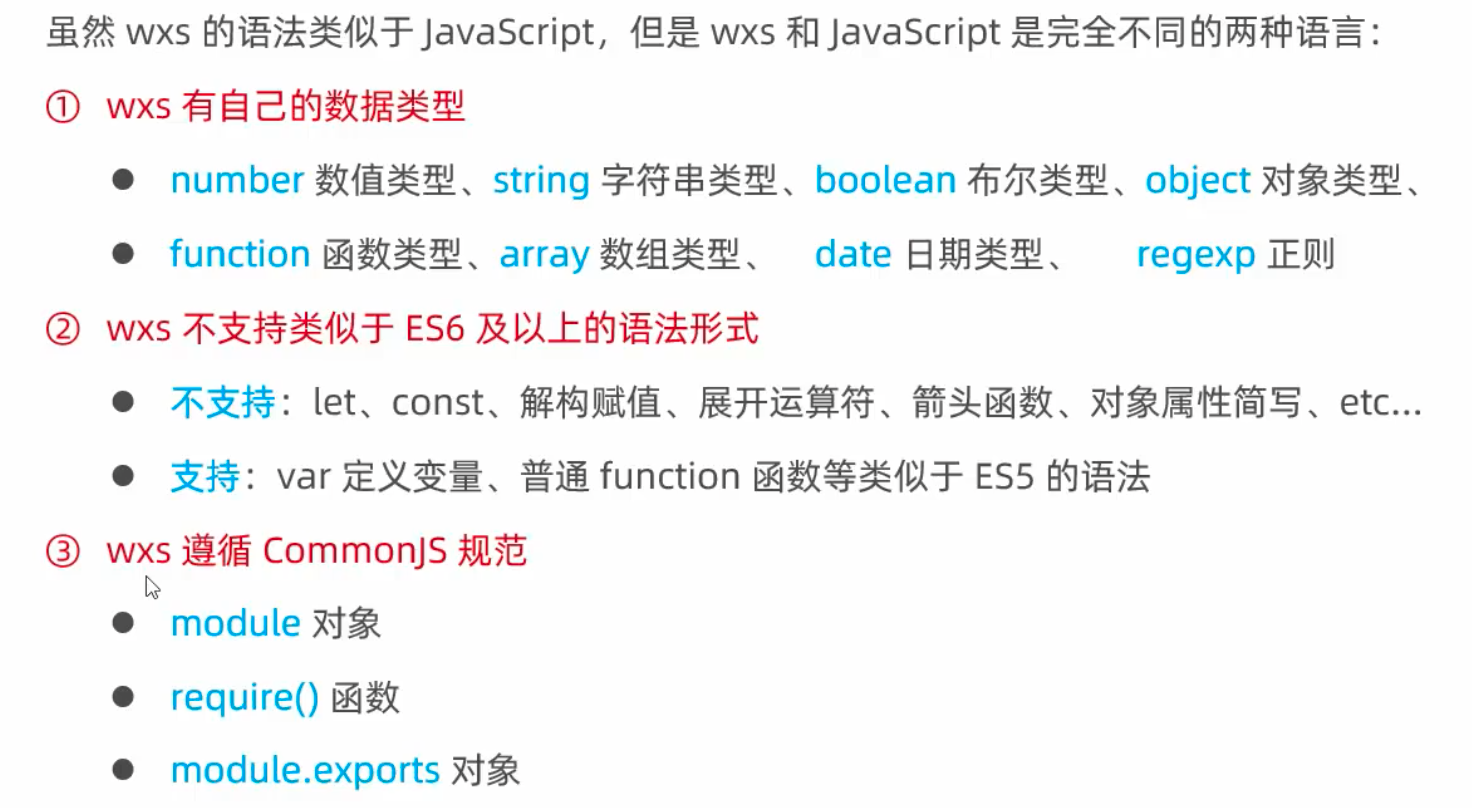 虽然 wxs 的语法类似于 JavaScript，但是 wxs 和 JavaScript 是完全不同的两种语言：
① wxs 有自己的数据类型
● number 数值类型、string 字符串类型、boolean 布尔类型、object 对象类型、
● function 函数类型、array 数组类型、 date 日期类型、 regexp 正则
② wxs 不支持类似于 ES6 及以上的语法形式
● 不支持：let、const、解构赋值、展开运算符、箭头函数、对象属性简写、etc...
● 支持：var 定义变量、普通 function 函数等类似于 ES5 的语法
③ wxs 遵循 CommonJS 规范
● module 对象
● require() 函数
● module.exports 对象